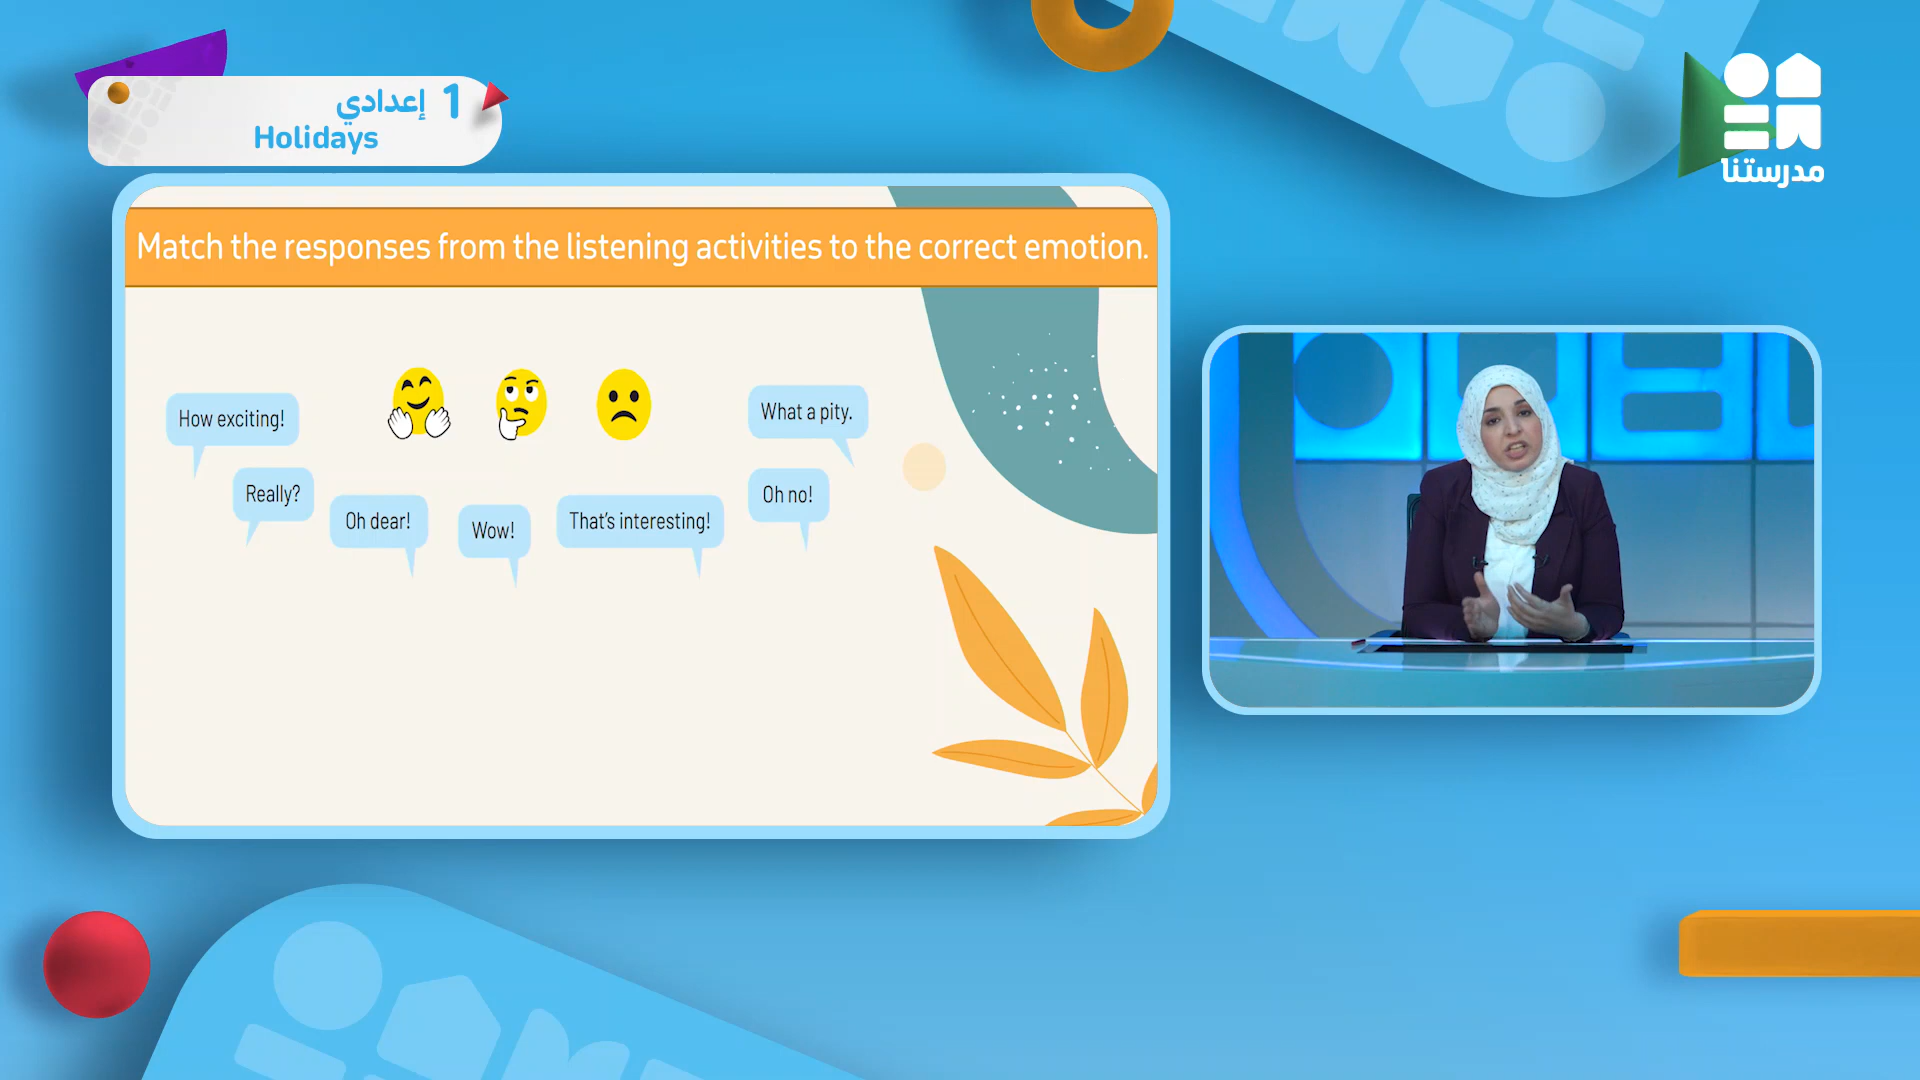 1 إعدادي
Holidays
مدرستنا
Match the responses from the listening activities to the correct emotion.
How exciting!
What a pity.
Really?
Oh no!
Oh dear!
Wow!
That's interesting!